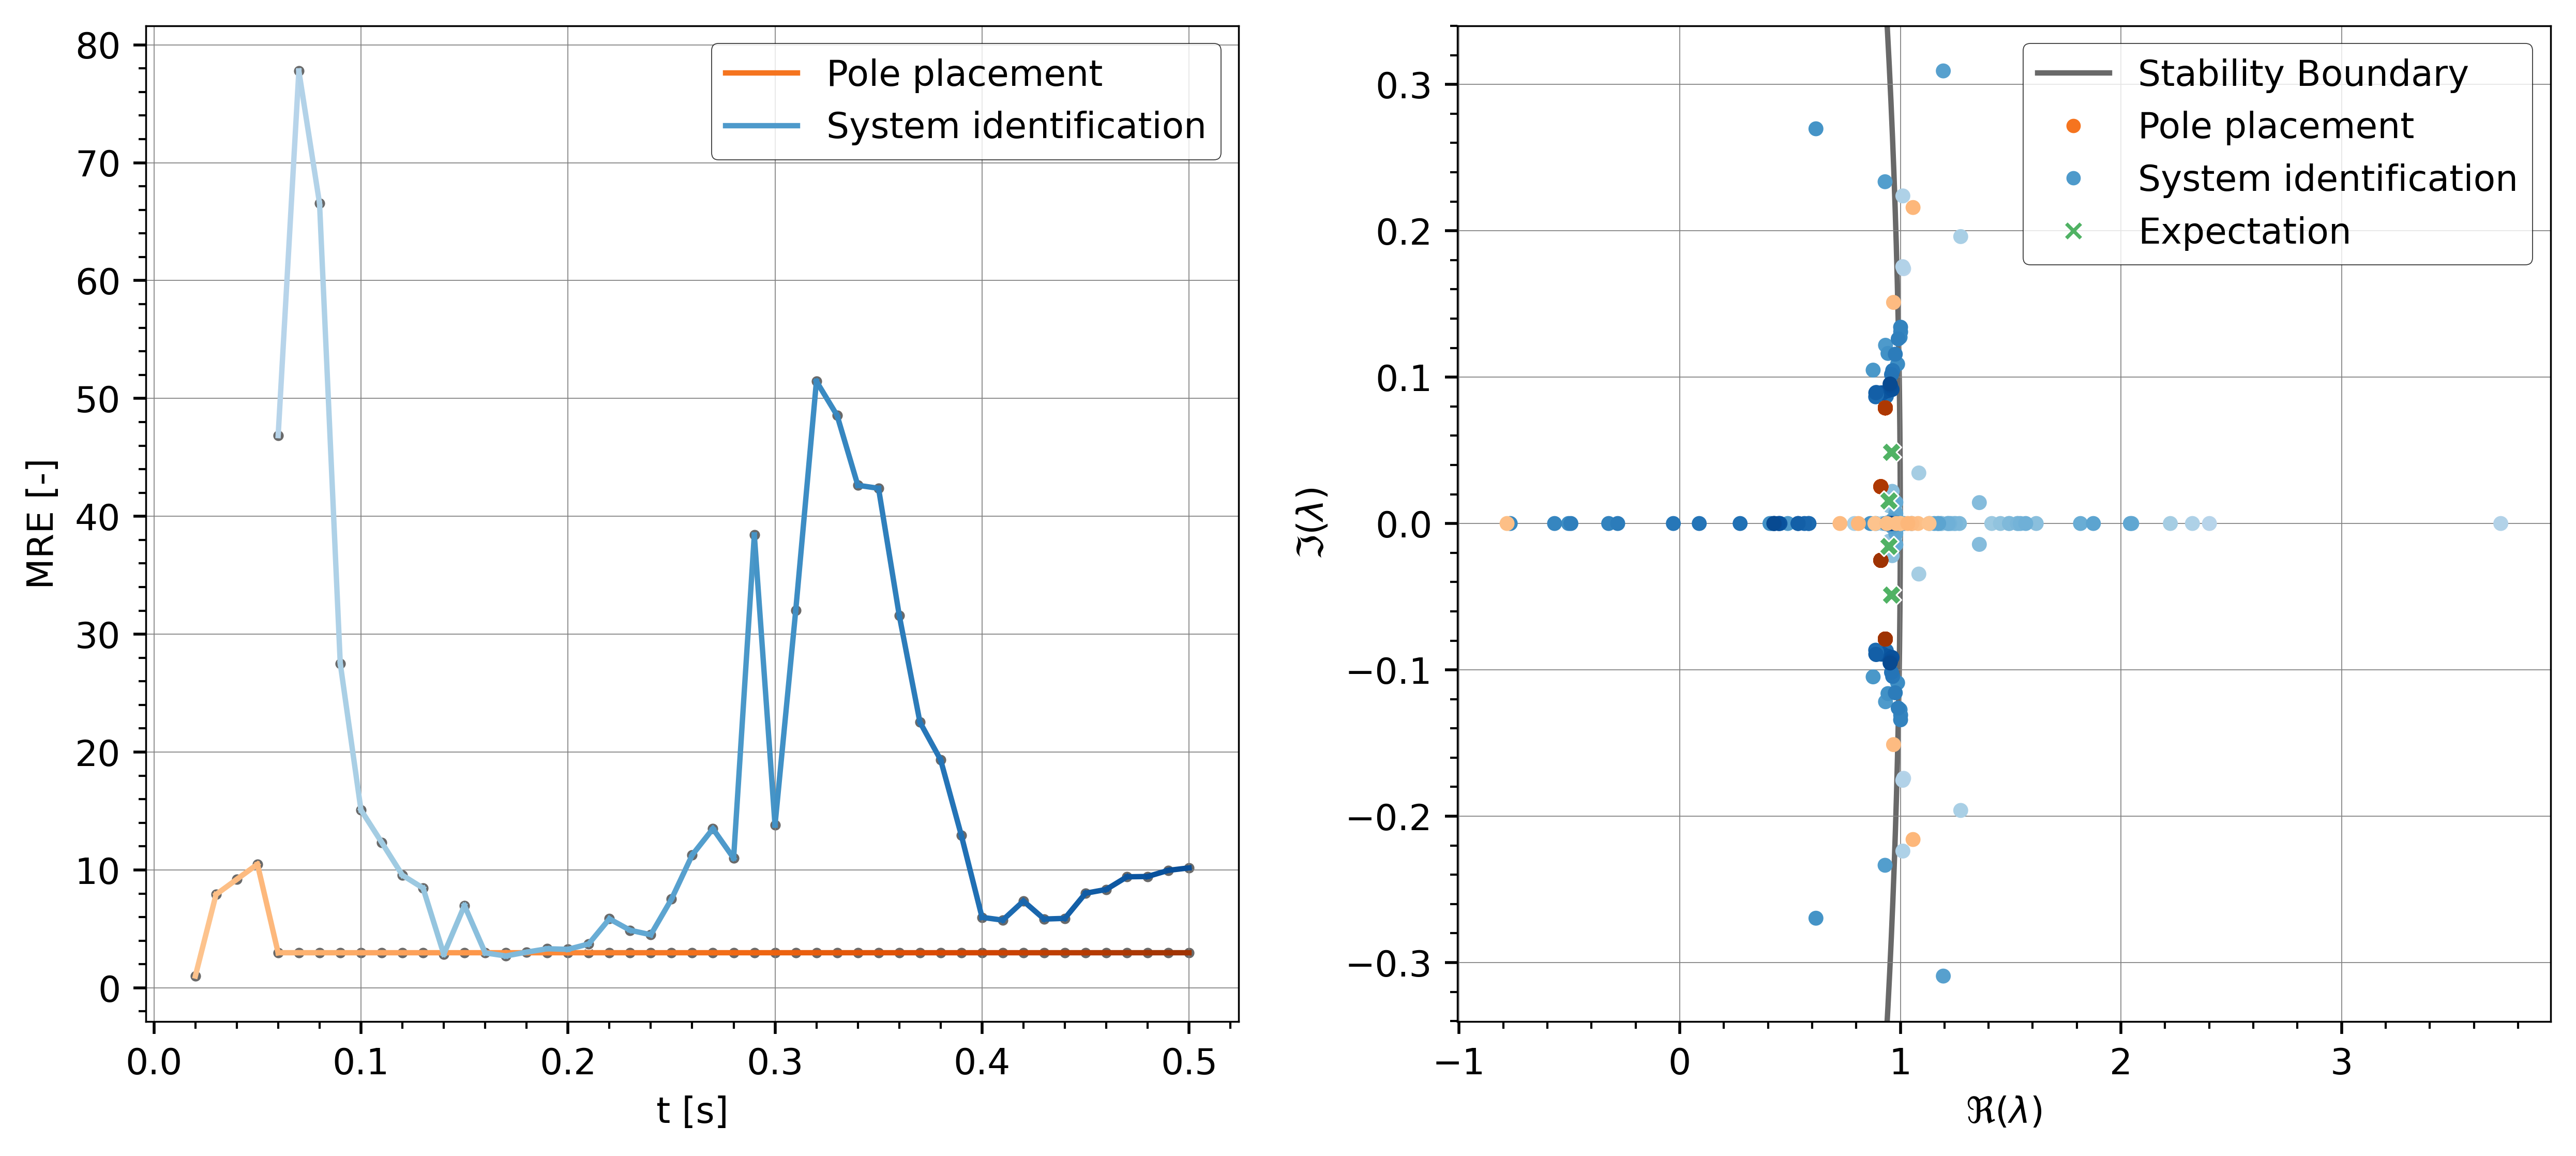 80
70
60
50
40
30
20
10
0
MRE [-]
0.0
0.1
0.2
0.3
0.4
0.5
t [s]
Pole placement
System identification
0.3
0.2
0.1
0.0
−0.1
−0.2
−0.3
ℑ(λ)
−1
0
1
2
3
ℜ(λ)
Stability Boundary
Pole placement
System identification
Expectation